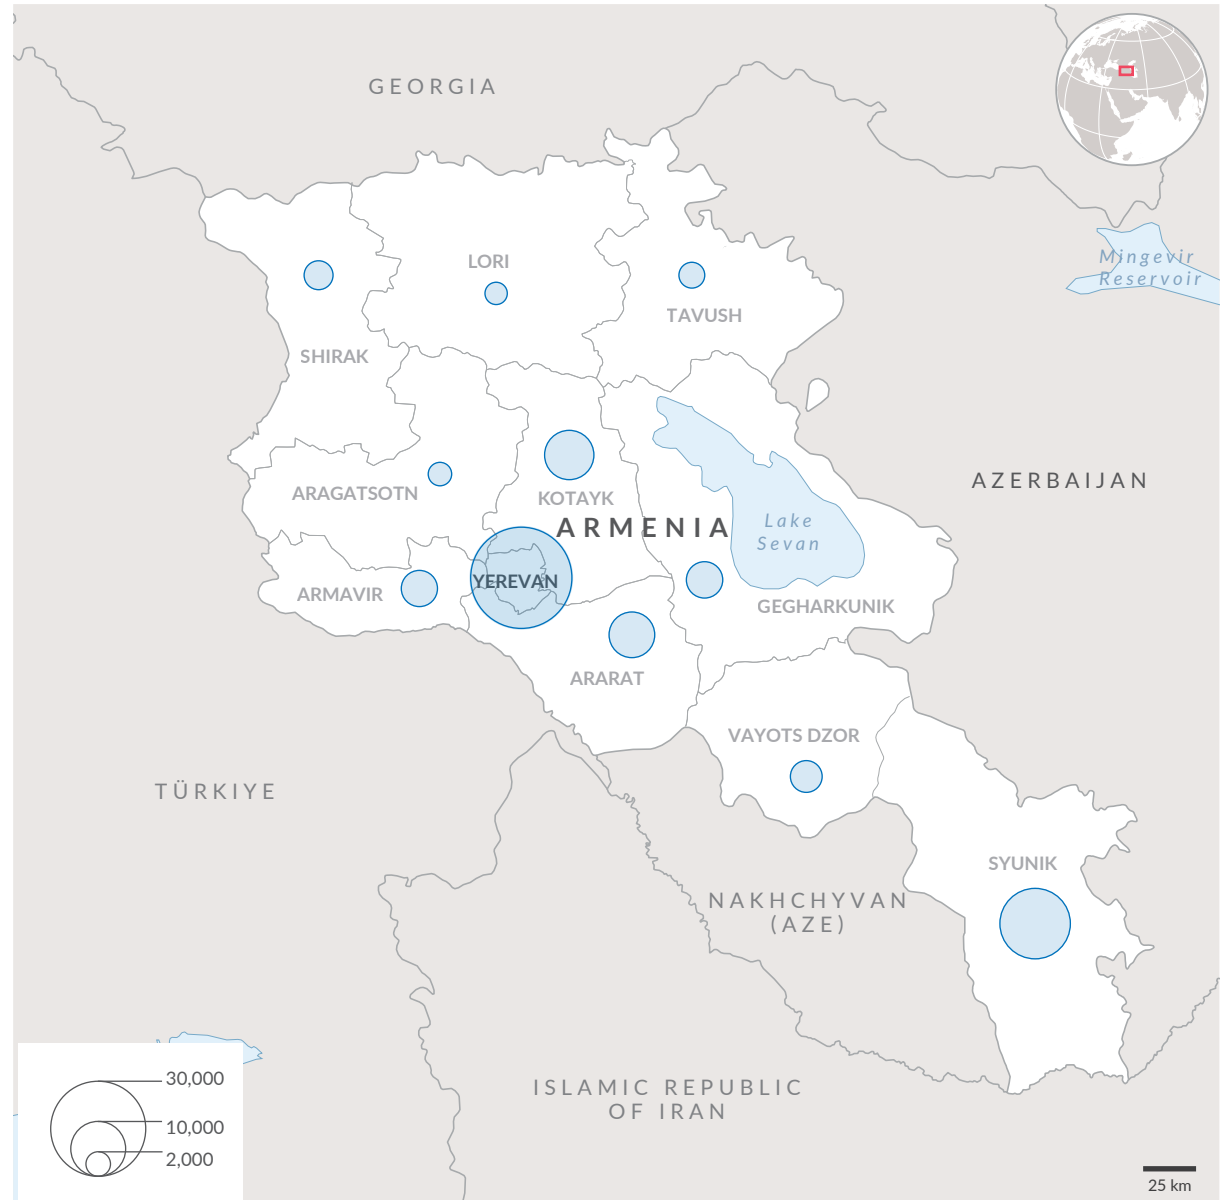 GEORGIA
Mingevir
Reservoir
LORI
TAVUSH
SHIRAK
AZERBAIJAN
ARAGATSOTN
KOTAYK
ARMENIA
Lake
Sevan
YEREVAN
ARMAVIR
GEGHARKUNIK
ARARAT
VAYOTS DZOR
TÜRKIYE
SYUNIK
NAKHCHYVAN
(AZE)
ISLAMIC REPUBLIC
OF IRAN
30,000
10,000
2,000
25 km